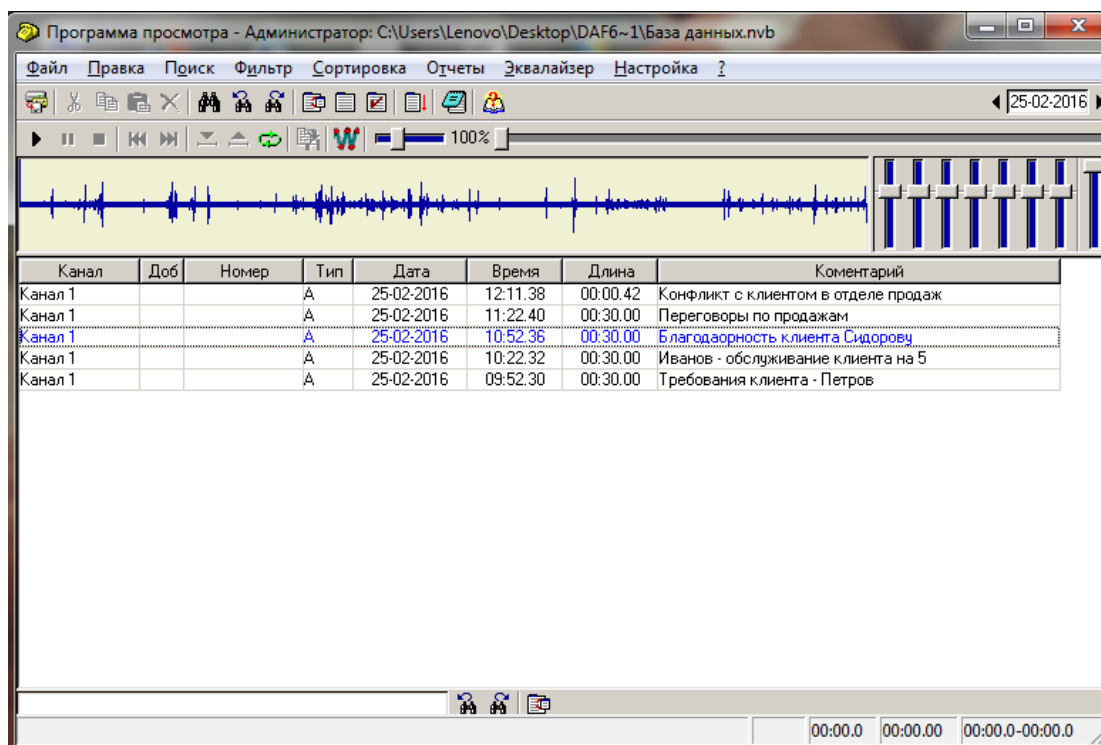 Программа просмотра - Администратор: C:\Users\Lenovo\Desktop\DAF6~1\База данных.nvb
Файл Правка Поиск Фильтр Сортировка Отчеты Эквалайзер Настройка ?
25-02-2016
100%
Канал Доб Номер Тип Дата Время Длина Коментарий
Канал 1 А 25-02-2016 12:11.38 00:00.42 Конфликт с клиентом в отделе продаж
Канал 1 А 25-02-2016 11:22.40 00:30.00 Переговоры по продажам
Канал 1 А 25-02-2016 10:52.36 00:30.00 Благодаорность клиента Сидорову
Канал 1 А 25-02-2016 10:22.32 00:30.00 Иванов - обслуживание клиента на 5
Канал 1 А 25-02-2016 09:52.30 00:30.00 Требования клиента - Петров
00:00.0 00:00.00 00:00.0-00:00.0